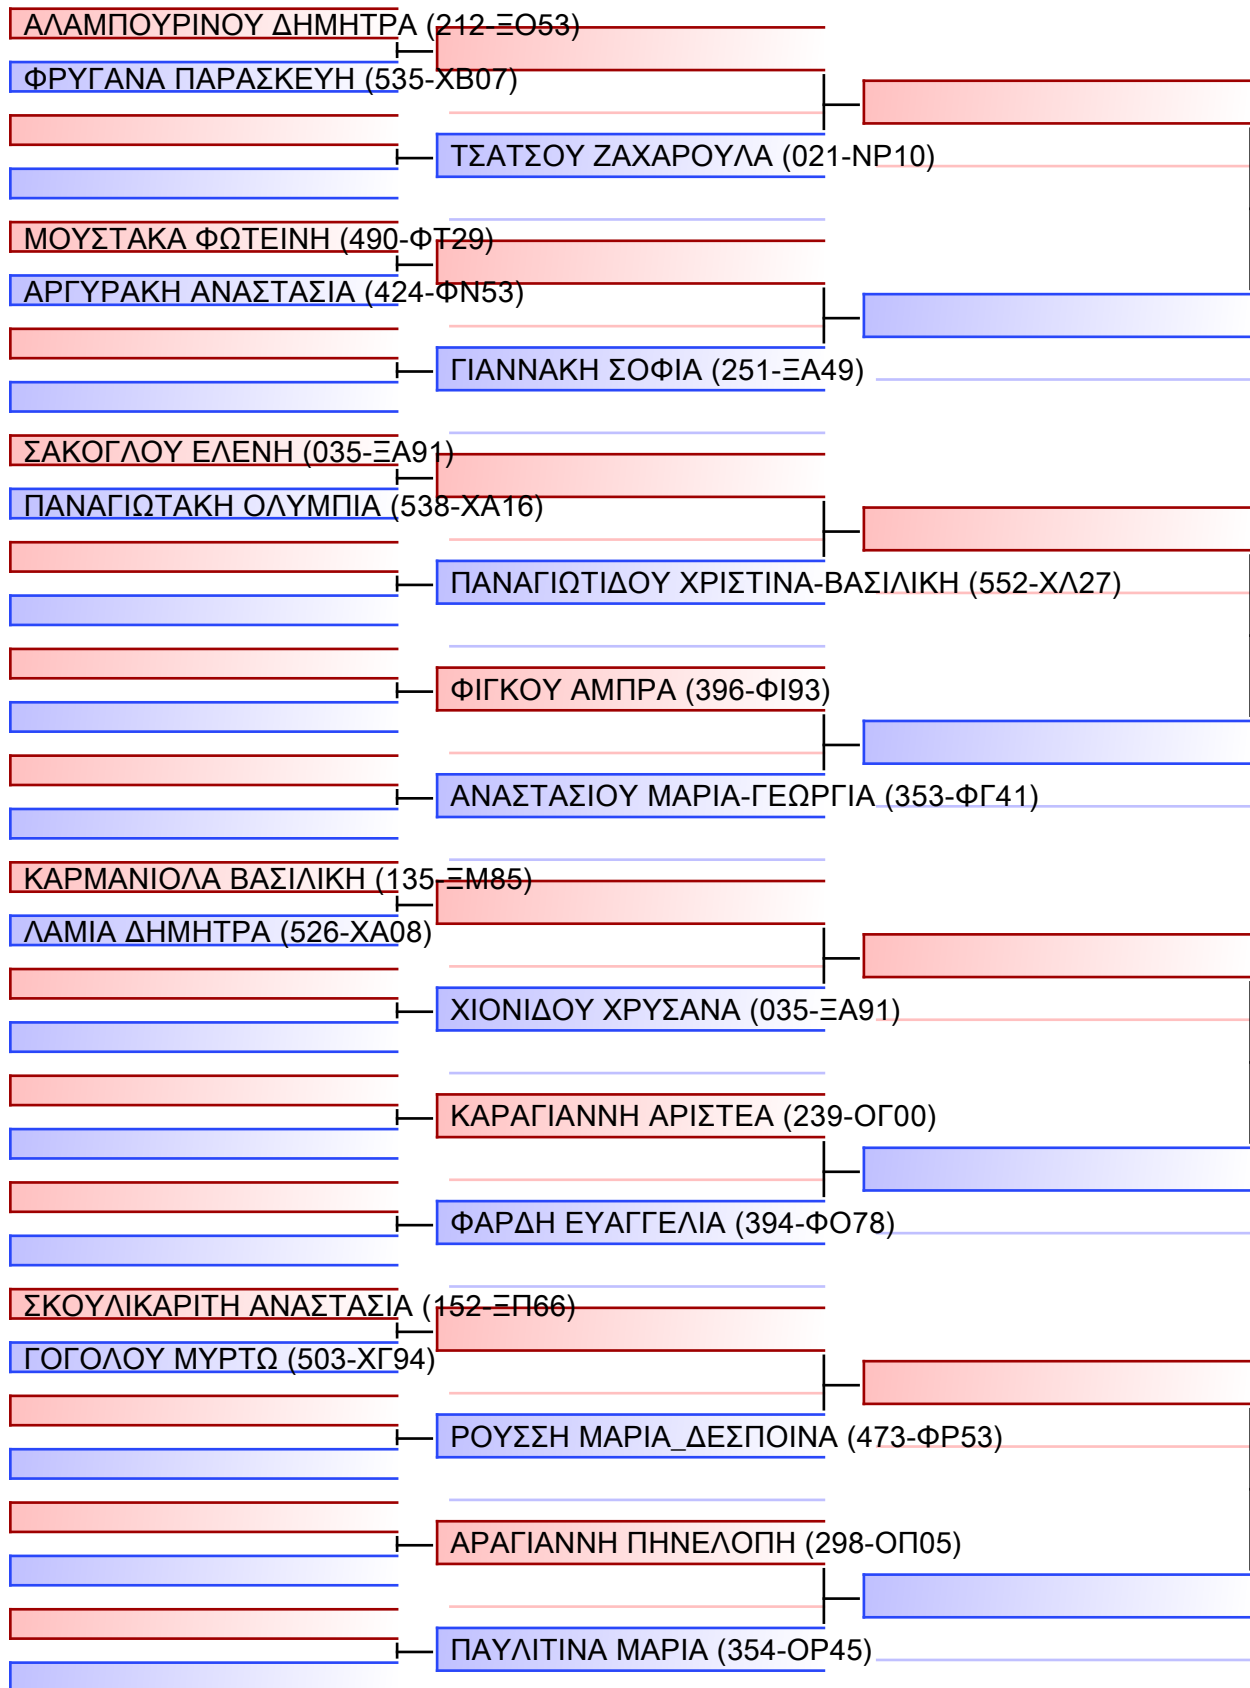 ΑΛΑΜΠΟΥΡΙΝΟΥ ΔΗΜΗΤΡΑ (212-ΞΟ53)
ΦΡΥΓΑΝΑ ΠΑΡΑΣΚΕΥΗ (535-ΧΒ07)
ΤΣΑΤΣΟΥ ΖΑΧΑΡΟΥΛΑ (021-ΝΡ10)
ΜΟΥΣΤΑΚΑ ΦΩΤΕΙΝΗ (490-ΦΤ29)
ΑΡΓΥΡΑΚΗ ΑΝΑΣΤΑΣΙΑ (424-ΦΝ53)
ΓΙΑΝΝΑΚΗ ΣΟΦΙΑ (251-ΞΑ49)
ΣΑΚΟΓΛΟΥ ΕΛΕΝΗ (035-ΞΑ91)
ΠΑΝΑΓΙΩΤΑΚΗ ΟΛΥΜΠΙΑ (538-ΧΑ16)
ΠΑΝΑΓΙΩΤΙΔΟΥ ΧΡΙΣΤΙΝΑ-ΒΑΣΙΛΙΚΗ (552-ΧΛ27)
ΦΙΓΚΟΥ ΑΜΠΡΑ (396-ΦΙ93)
ΑΝΑΣΤΑΣΙΟΥ ΜΑΡΙΑ-ΓΕΩΡΓΙΑ (353-ΦΓ41)
ΚΑΡΜΑΝΙΟΛΑ ΒΑΣΙΛΙΚΗ (135-ΞΜ85)
ΛΑΜΙΑ ΔΗΜΗΤΡΑ (526-ΧΑ08)
ΧΙΟΝΙΔΟΥ ΧΡΥΣΑΝΑ (035-ΞΑ91)
ΚΑΡΑΓΙΑΝΝΗ ΑΡΙΣΤΕΑ (239-ΟΓ00)
ΦΑΡΔΗ ΕΥΑΓΓΕΛΙΑ (394-ΦΟ78)
ΣΚΟΥΛΙΚΑΡΙΤΗ ΑΝΑΣΤΑΣΙΑ (152-ΞΠ66)
ΓΟΓΟΛΟΥ ΜΥΡΤΩ (503-ΧΓ94)
ΡΟΥΣΣΗ ΜΑΡΙΑ_ΔΕΣΠΟΙΝΑ (473-ΦΡ53)
ΑΡΑΓΙΑΝΝΗ ΠΗΝΕΛΟΠΗ (298-ΟΠ05)
ΠΑΥΛΙΤΙΝΑ ΜΑΡΙΑ (354-ΟΡ45)